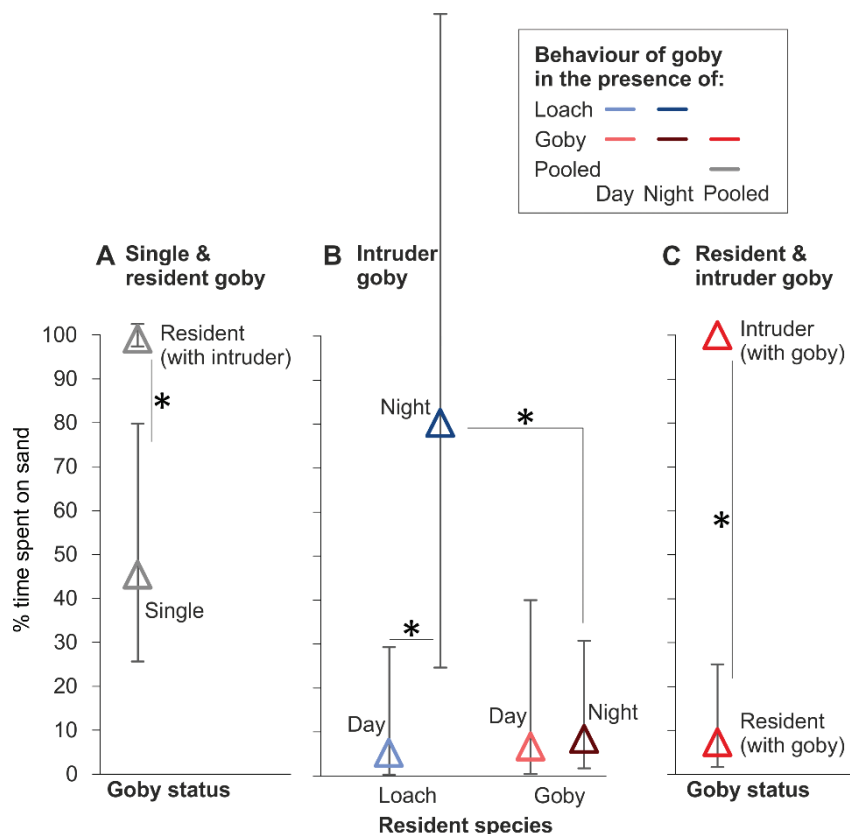 Behaviour of goby
in the presence of:
Loach
Goby
Pooled
Day Night Pooled
A Single &
resident goby
B Intruder
goby
C Resident &
intruder goby
% time spent on sand
100
90
80
70
60
50
40
30
20
10
0
Resident
(with intruder)
*
Single
Goby status
Night
*
*
Day
Day
Night
Loach Goby
Resident species
Intruder
(with goby)
*
Resident
(with goby)
Goby status